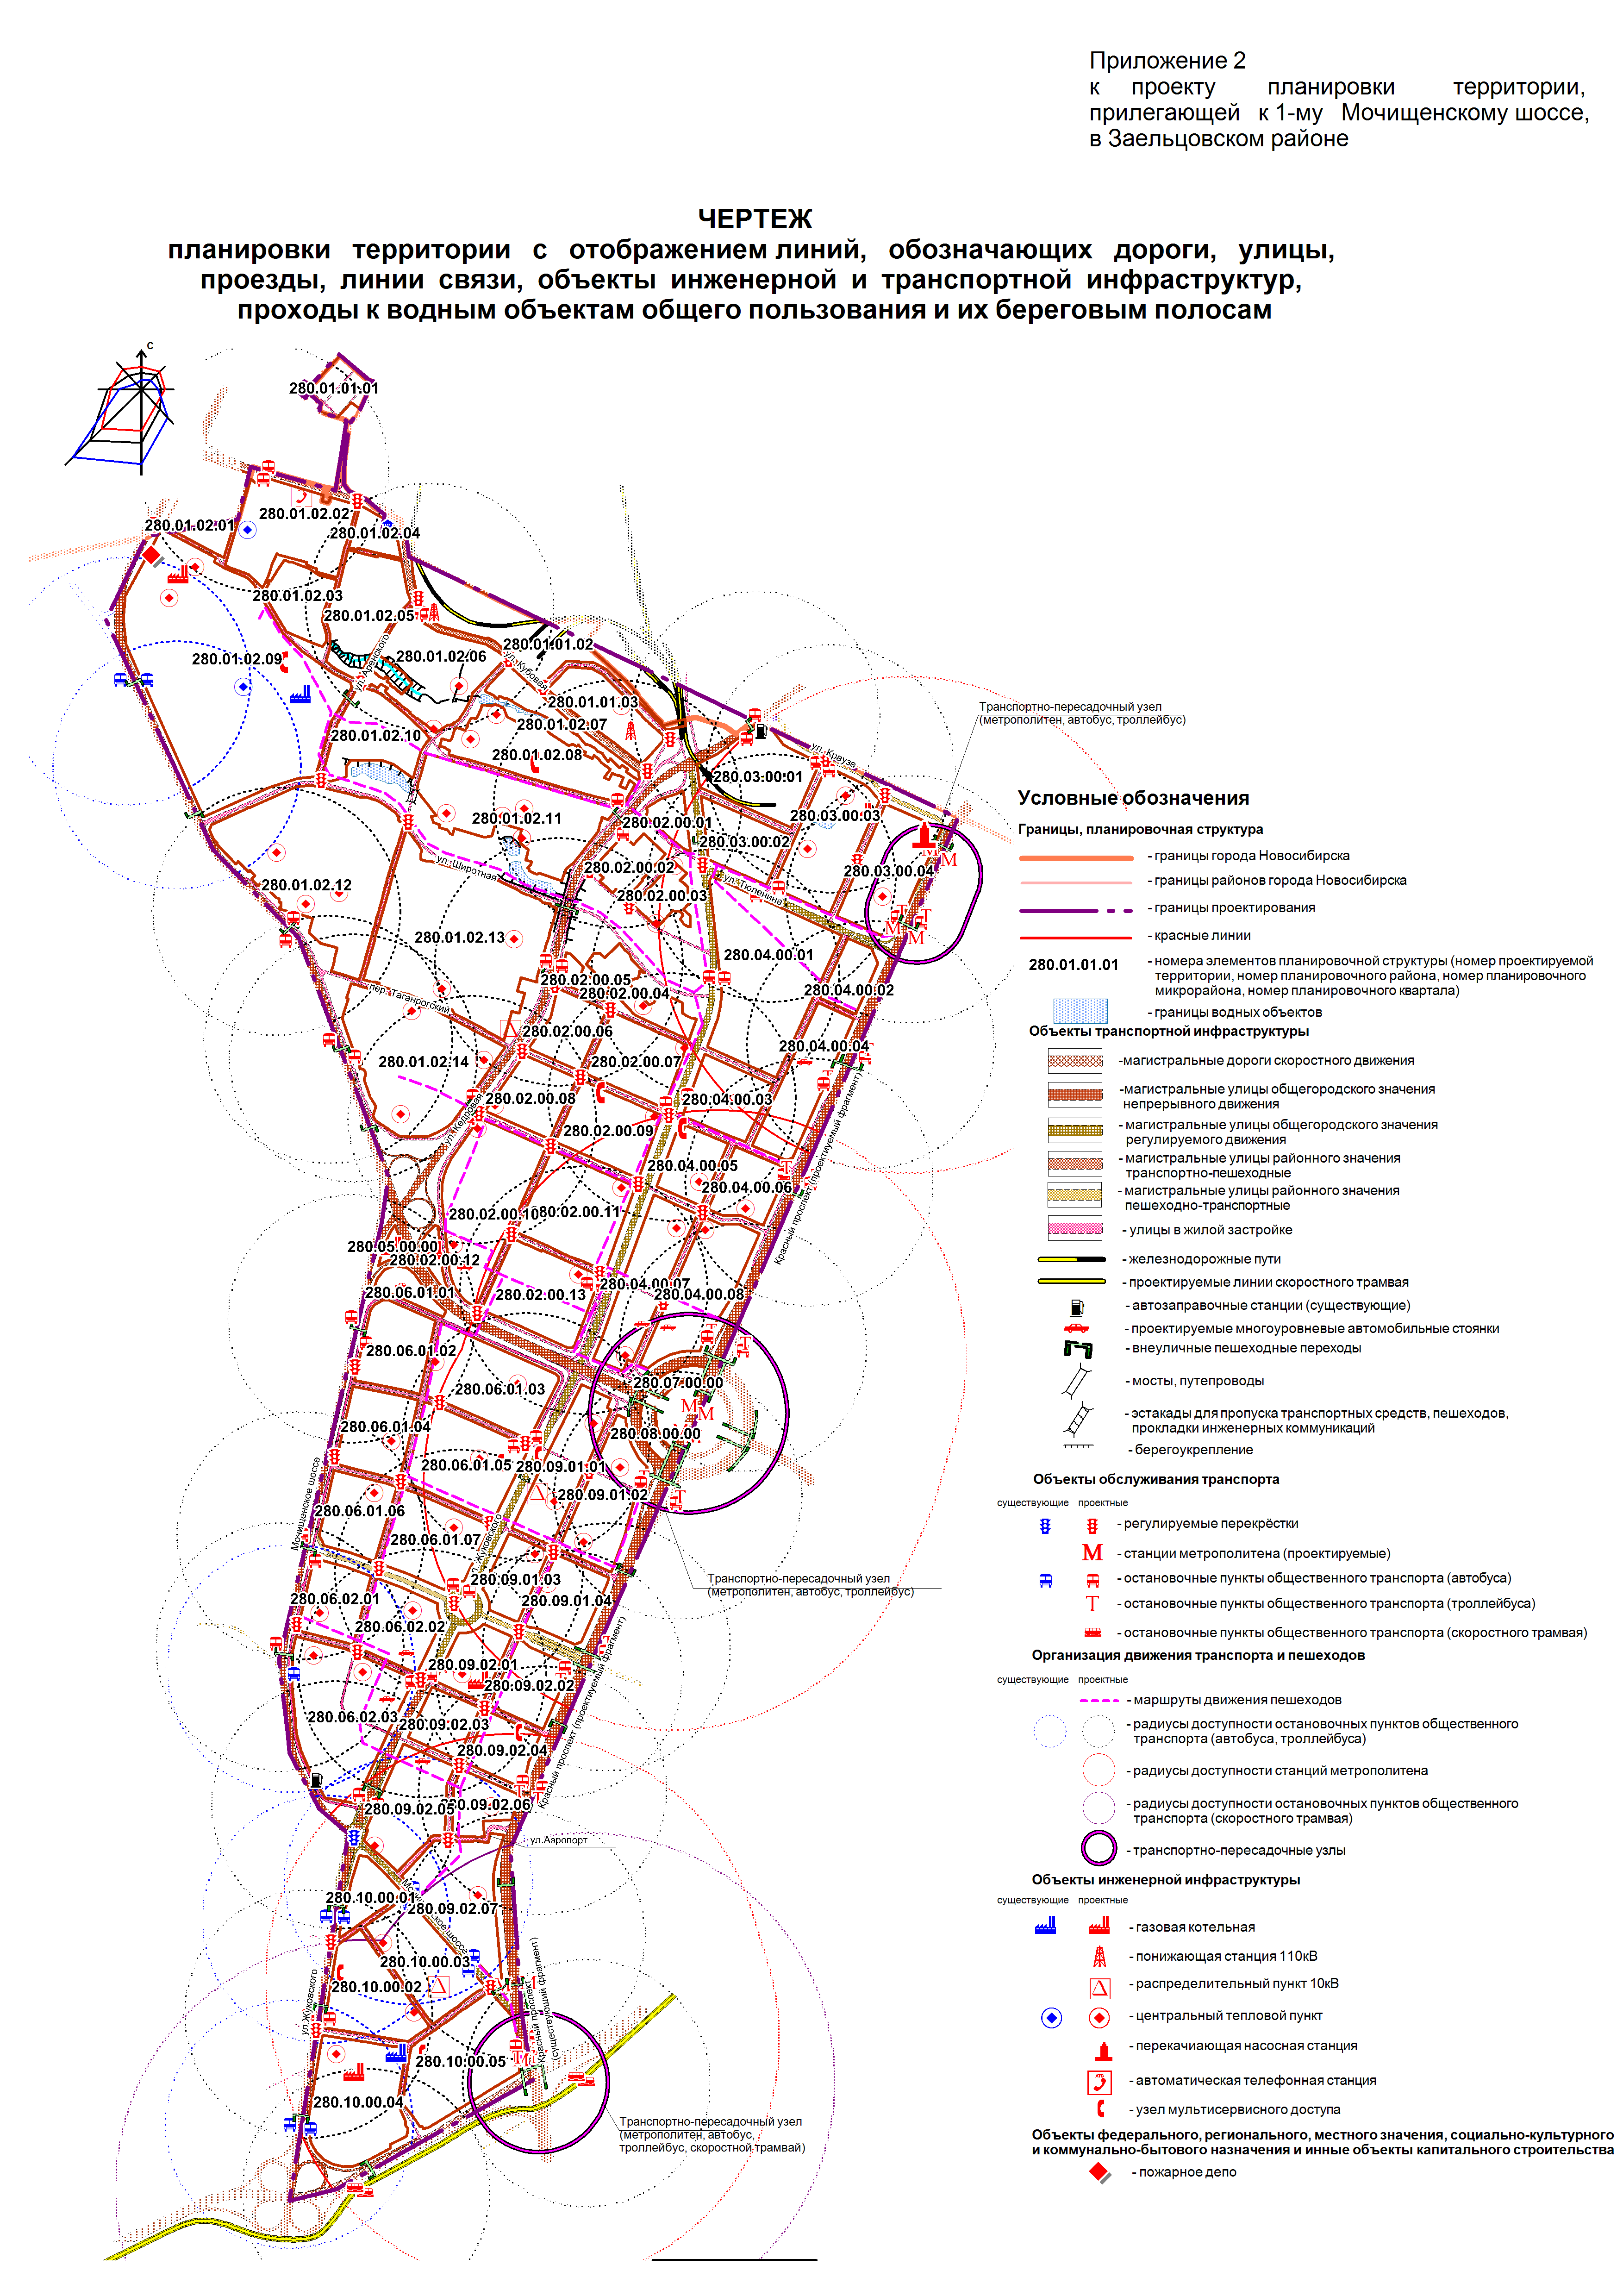 Приложение 2
к проекту планировки территории,
прилегающей к 1-му Мочищенскому шоссе,
в Заельцовском районе
ЧЕРТЕЖ
планировки территории с отображением линий, обозначающих дороги, улицы,
проезды, линии связи, объекты инженерной и транспортной инфраструктур,
проходы к водным объектам общего пользования и их береговым полосам
С
280.01.01.01
280.01.02.02
280.01.02.01
280.01.02.04
280.01.02.03
280.01.02.05
280.01.01.02
280.01.02.09
280.01.02.06
ул. Аренского
ул. Кубовая
280.01.01.03
280.01.02.07
280.01.02.10
280.01.02.08
Транспортно-пересадочный узел
(метрополитен, автобус, троллейбус)
ул. Краузе
280.03.00.01
280.03.00.03
280.01.02.11
280.02.00.01
280.03.00.02
ул. Широтная
280.02.00.02
280.03.00.04
280.01.02.12
280.02.00.03
ул. Тюленина
280.01.02.13
280.04.00.01
280.02.00.05
280.02.00.04
280.04.00.02
пер. Таганрогский
280.02.00.06
280.04.00.04
280.01.02.14
280.02.00.07
280.02.00.08
280.04.00.03
ул. Кедровая
280.02.00.09
280.04.00.05
280.04.00.06
Красный проспект (проектируемый фрагмент)
280.02.00.10
80.02.00.11
280.05.00.00
280.02.00.12
280.04.00.07
280.06.01.01
280.02.00.13
280.04.00.08
280.06.01.02
280.06.01.03
280.07.00.00
280.06.01.04
280.08.00.00
280.06.01.05
280.09.01.01
280.09.01.02
280.06.01.06
Мочищенское шоссе
280.06.01.07
ул. Жуковского
280.09.01.03
Транспортно-пересадочный узел
(метрополитен, автобус, троллейбус)
280.06.02.01
280.09.01.04
280.06.02.02
280.09.02.01
280.09.02.02
280.06.02.03
280.09.02.03
280.09.02.04
Красный проспект (проектируемый фрагмент)
280.09.02.05
80.09.02.06
ул.Аэропорт
280.10.00.01
280.09.02.07
280.10.00.03
280.10.00.02
Красный проспект
(существующий фрагмент)
ул. Жуковского
280.10.00.05
280.10.00.04
Транспортно-пересадочный узел
(метрополитен, автобус,
троллейбус, скоростной трамвай)
Условные обозначения
Границы, планировочная структура
- границы города Новосибирска
- границы районов города Новосибирска
- границы проектирования
- красные линии
280.01.01.01
- номера элементов планировочной структуры (номер проектируемой
территории, номер планировочного района, номер планировочного
микрорайона, номер планировочного квартала)
- границы водных объектов
Объекты транспортной инфраструктуры
-магистральные дороги скоростного движения
-магистральные улицы общегородского значения
непрерывного движения
- магистральные улицы общегородского значения
регулируемого движения
- магистральные улицы районного значения
транспортно-пешеходные
- магистральные улицы районного значения
пешеходно-транспортные
- улицы в жилой застройке
- железнодорожные пути
- проектируемые линии скоростного трамвая
- автозаправочные станции (существующие)
- проектируемые многоуровневые автомобильные стоянки
- внеуличные пешеходные переходы
- мосты, путепроводы
- эстакады для пропуска транспортных средств, пешеходов,
прокладки инженерных коммуникаций
- берегоукрепление
Объекты обслуживания транспорта
существующие проектные
- регулируемые перекрёстки
М - станции метрополитена (проектируемые)
- остановочные пункты общественного транспорта (автобуса)
Т - остановочные пункты общественного транспорта (троллейбуса)
- остановочные пункты общественного транспорта (скоростного трамвая)
Организация движения транспорта и пешеходов
существующие проектные
- маршруты движения пешеходов
- радиусы доступности остановочных пунктов общественного
транспорта (автобуса, троллейбуса)
- радиусы доступности станций метрополитена
- радиусы доступности остановочных пунктов общественного
транспорта (скоростного трамвая)
- транспортно-пересадочные узлы
Объекты инженерной инфраструктуры
существующие проектные
- газовая котельная
- понижающая станция 110кВ
- распределительный пункт 10кВ
- центральный тепловой пункт
- перекачиающая насосная станция
- автоматическая телефонная станция
- узел мультисервисного доступа
Объекты федерального, регионального, местного значения, социально-культурного
и коммунально-бытового назначения и инные объекты капитального строительства
- пожарное депо